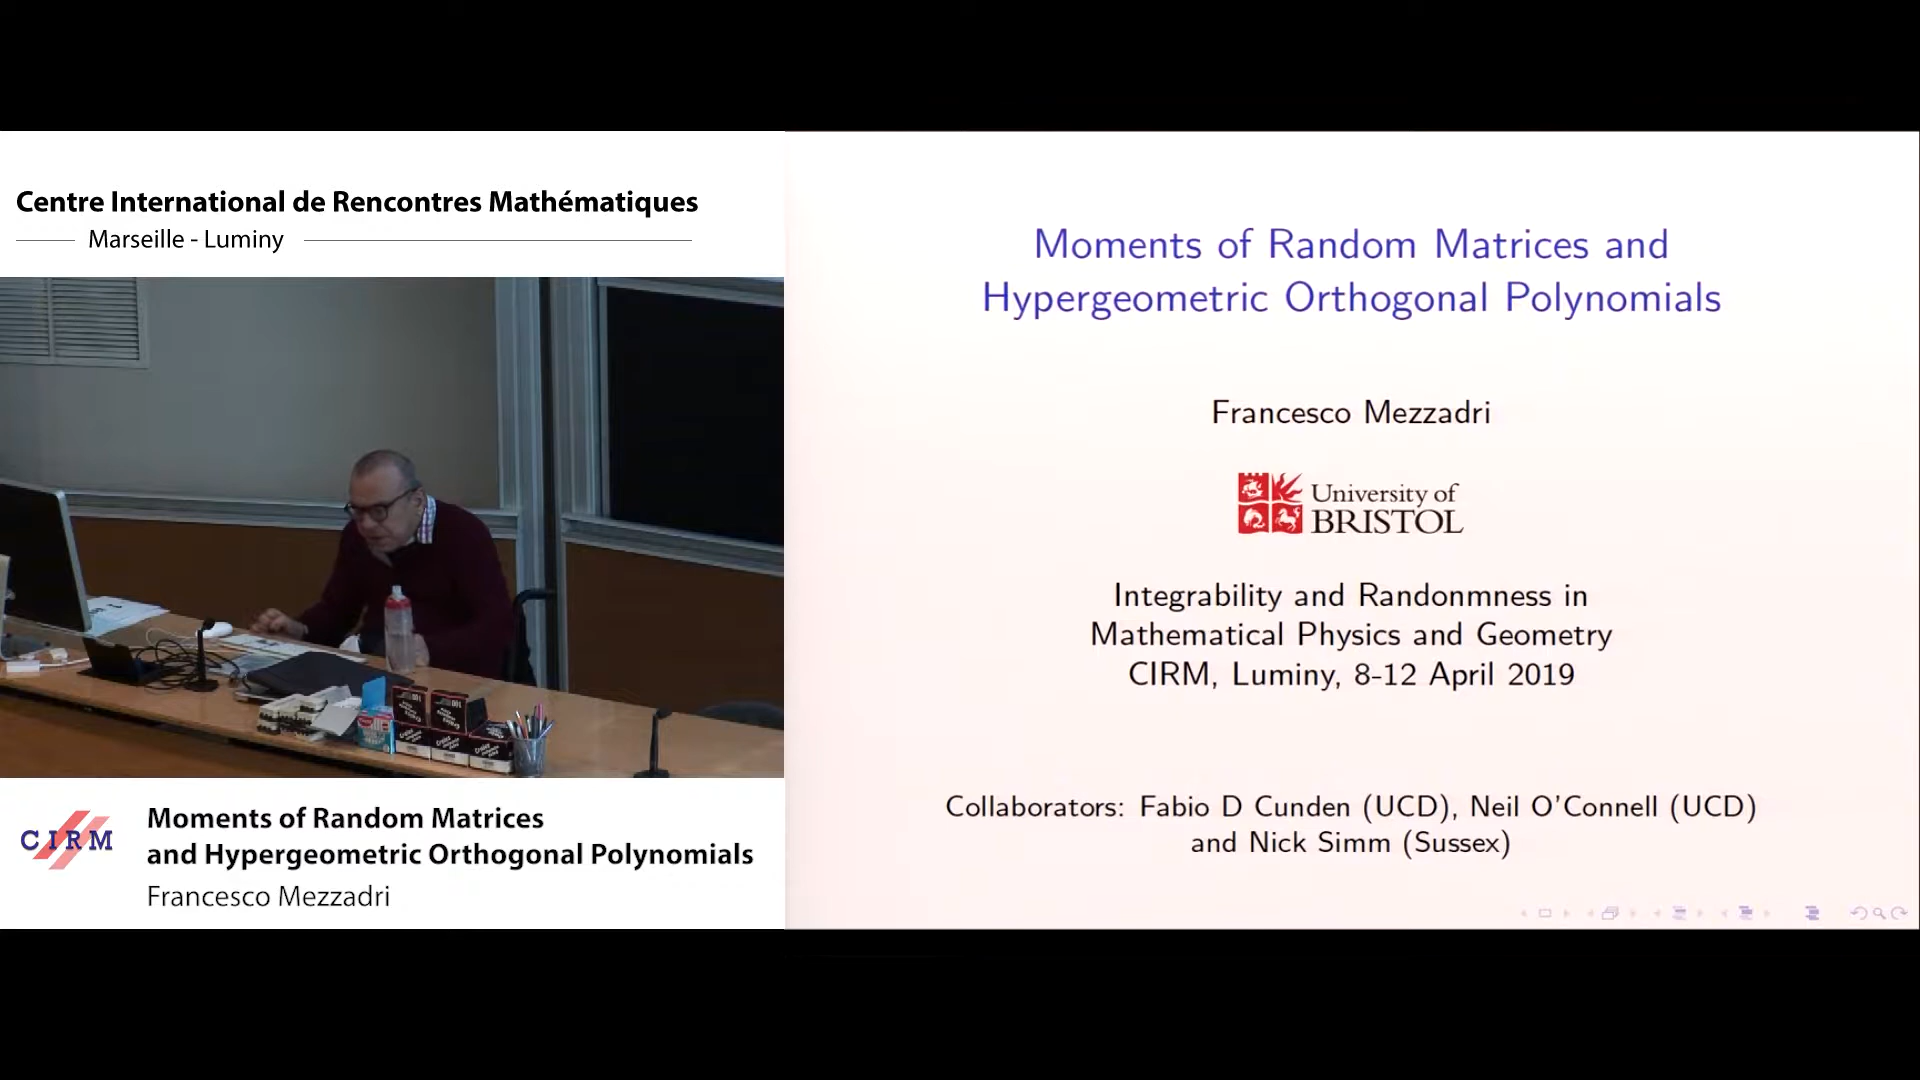 Centre International de Rencontres Mathématiques
Marseille - Luminy
CIRM
Moments of Random Matrices
and Hypergeometric Orthogonal Polynomials
Francesco Mezzadri
Moments of Random Matrices and
Hypergeometric Orthogonal Polynomials
Francesco Mezzadri
University of
BRISTOL
Integrability and Randonmness in
Mathematical Physics and Geometry
CIRM, Luminy, 8-12 April 2019
Collaborators: Fabio D Cunden (UCD), Neil O'Connell (UCD)
and Nick Simm (Sussex)